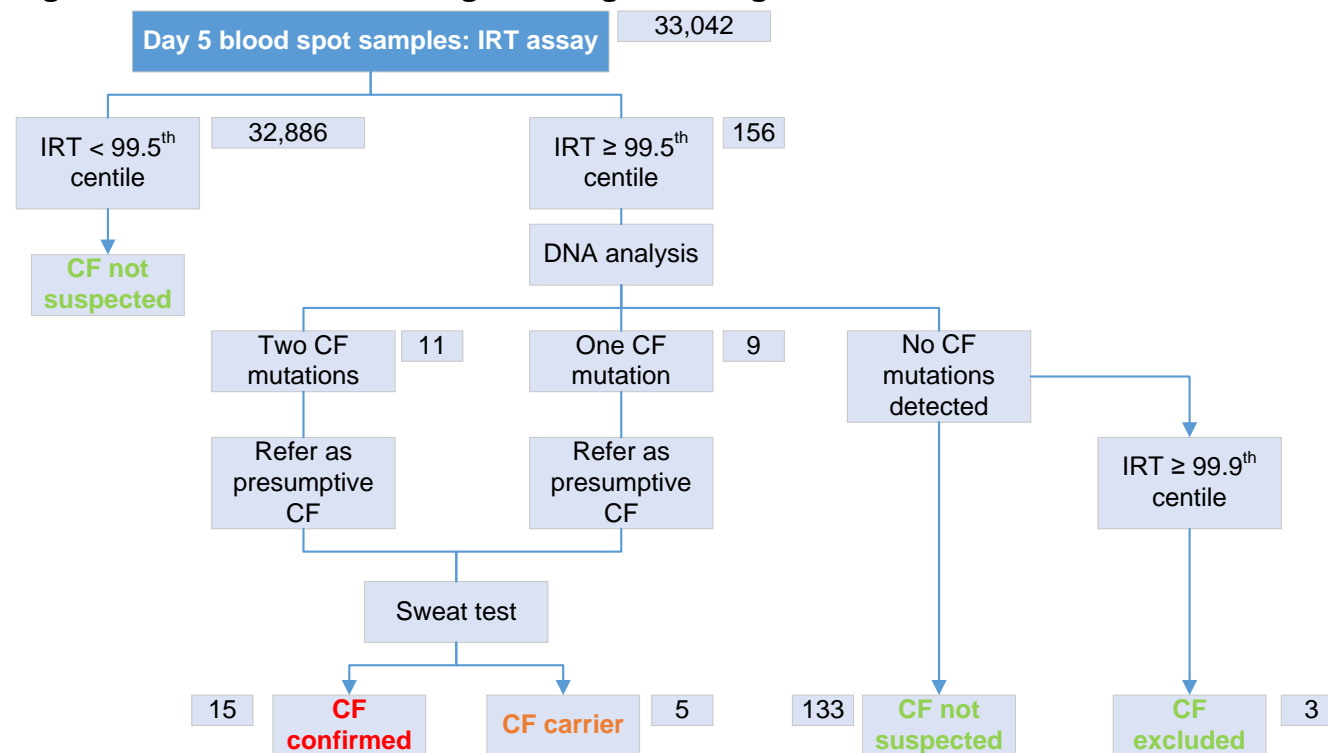 Day 5 blood spot samples: IRT assay
33,042
IRT < 99.5th
centile
32,886
IRT ≥ 99.5th
centile
156
CF not
suspected
DNA analysis
Two CF
mutations
11
One CF
mutation
9
No CF
mutations
detected
Refer as
presumptive
CF
Refer as
presumptive
CF
IRT ≥ 99.9th
centile
Sweat test
15
CF
confirmed
CF carrier
5
133
CF not
suspected
CF
excluded
3